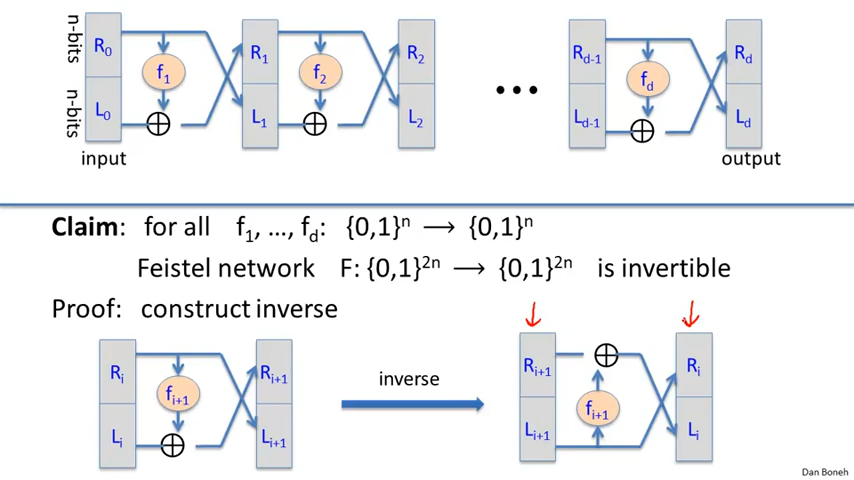 n-bits n-bits
R0 f1 R1 f2 R2 ••• Rd-1 fd Rd
L0 ⊕ L1 ⊕ L2 Ld-1 ⊕ Ld
input output
Claim: for all f1, …, fd: {0,1}ⁿ ⟶ {0,1}ⁿ
Feistel network F: {0,1}²ⁿ ⟶ {0,1}²ⁿ is invertible
Proof: construct inverse
Ri fi+1 Ri+1
Li ⊕ Li+1
inverse
Ri+1 ⊕ Ri
Li+1 fi+1 Li
Dan Boneh